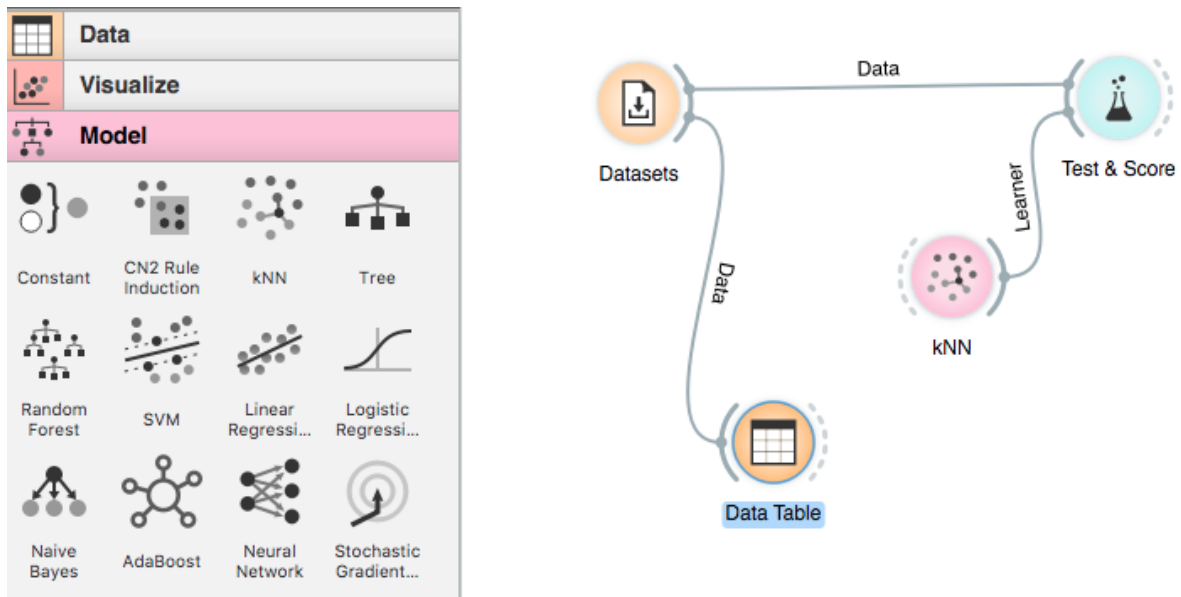 Data
Visualize
Model
Constant
CN2 Rule
Induction
kNN
Tree
Random
Forest
SVM
Linear
Regressi...
Logistic
Regressi...
Naive
Bayes
AdaBoost
Neural
Network
Stochastic
Gradient...
Data
Datasets
Test & Score
Learner
Data
kNN
Data Table